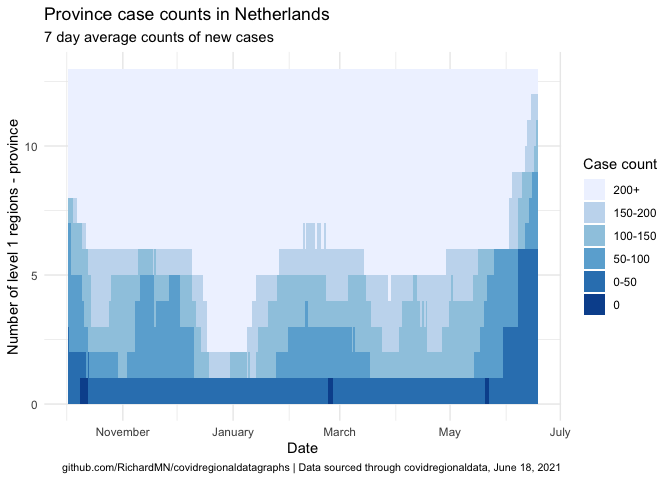 Province case counts in Netherlands
7 day average counts of new cases
Number of level 1 regions - province
10
5
0
November
January
March
May
July
Date
Case count
200+
150-200
100-150
50-100
0-50
0
github.com/RichardMN/covidregionaldatagraphs | Data sourced through covidregionaldata, June 18, 2021